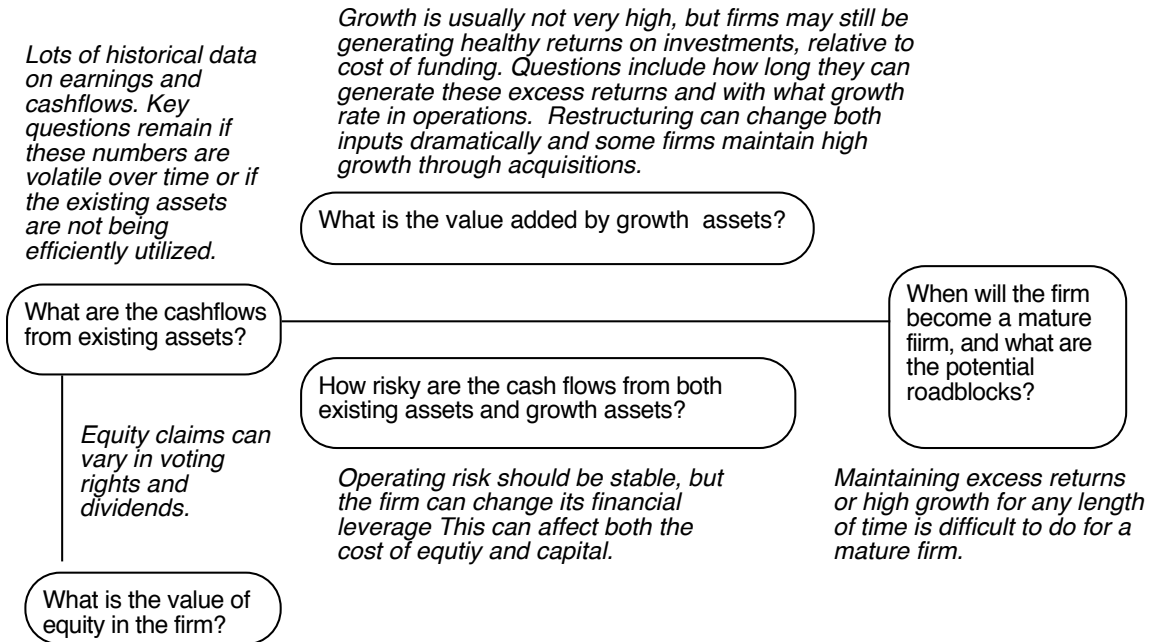 Lots of historical data
on earnings and
cashflows. Key
questions remain if
these numbers are
volatile over time or if
the existing assets
are not being
efficiently utilized.
Growth is usually not very high, but firms may still be
generating healthy returns on investments, relative to
cost of funding. Questions include how long they can
generate these excess returns and with what growth
rate in operations.  Restructuring can change both
inputs dramatically and some firms maintain high
growth through acquisitions.
What is the value added by growth  assets?
What are the cashflows
from existing assets?
When will the firm
become a mature
fiirm, and what are
the potential
roadblocks?
How risky are the cash flows from both
existing assets and growth assets?
Equity claims can
vary in voting
rights and
dividends.
Operating risk should be stable, but
the firm can change its financial
leverage This can affect both the
cost of equtiy and capital.
Maintaining excess returns
or high growth for any length
of time is difficult to do for a
mature firm.
What is the value of
equity in the firm?